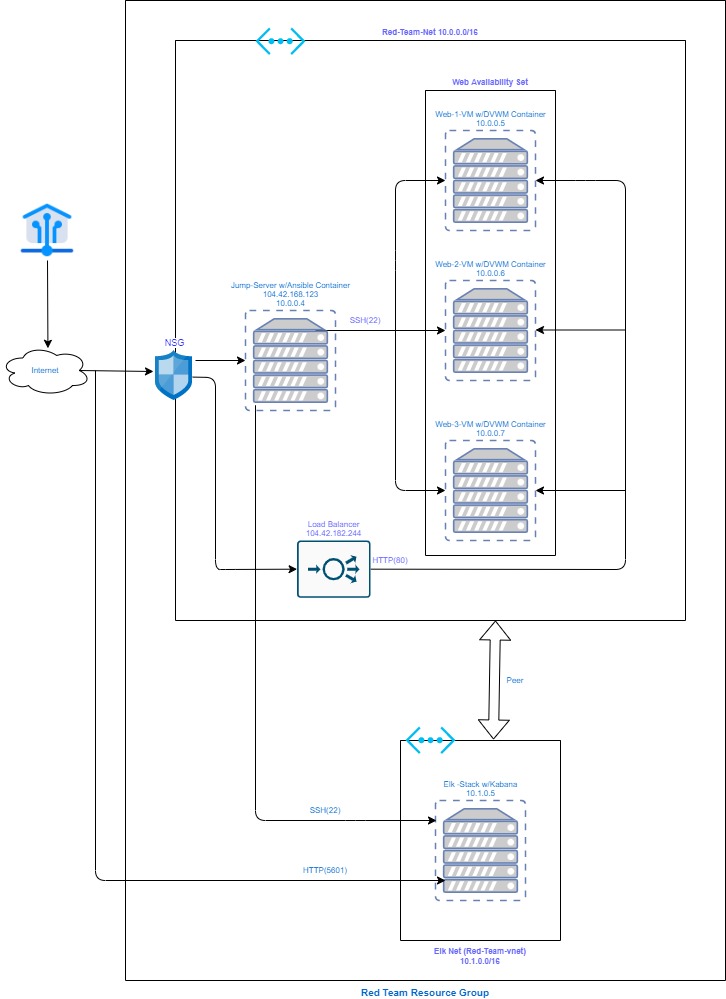 Red-Team-Net 10.0.0.0/16
Web Availability Set
Web-1-VM w/DVWM Container
10.0.0.5
Web-2-VM w/DVWM Container
10.0.0.6
Jump-Server w/Ansible Container
104.42.168.123
10.0.0.4
SSH(22)
NSG
Internet
Web-3-VM w/DVWM Container
10.0.0.7
Load Balancer
104.42.182.244
HTTP(80)
Peer
Elk -Stack w/Kabana
10.1.0.5
SSH(22)
HTTP(5601)
Elk Net (Red-Team-vnet)
10.1.0.0/16
Red Team Resource Group